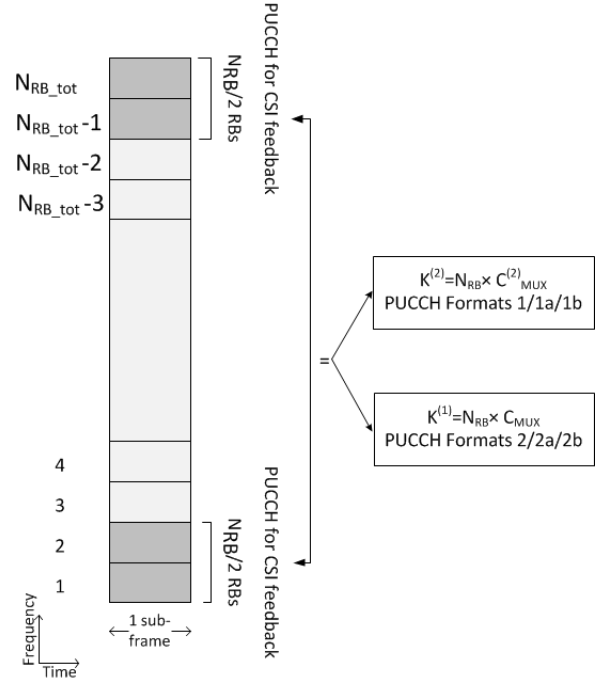 N_RB_tot
N_RB_tot -1
N_RB_tot -2
N_RB_tot -3
N_RB/2 RBs
PUCCH for CSI feedback
K^(2)=N_RB× C^(2)_MUX
PUCCH Formats 1/1a/1b
=
K^(1)=N_RB× C_MUX
PUCCH Formats 2/2a/2b
4
3
2
1
N_RB/2 RBs
PUCCH for CSI feedback
1 sub-
frame
Frequency
Time